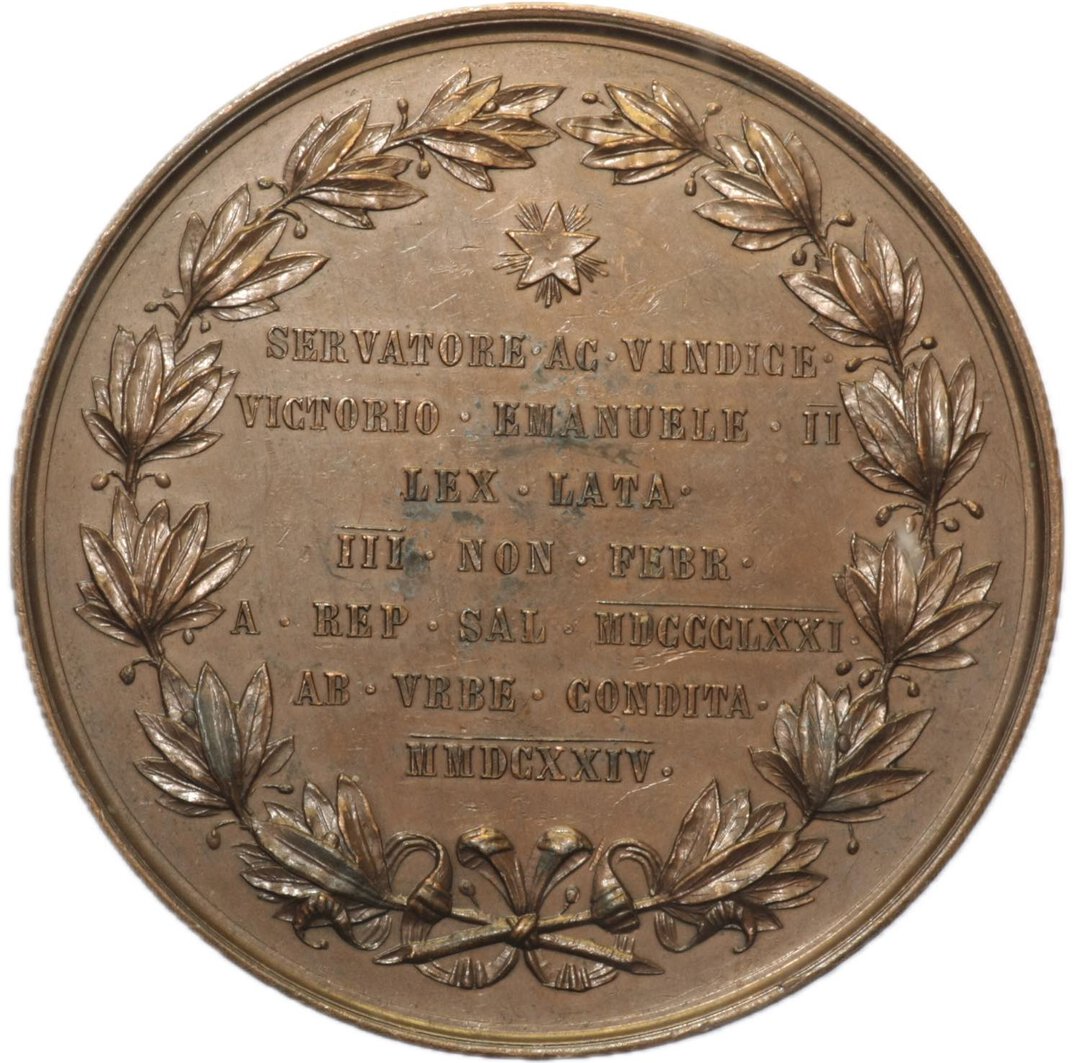 SERVATORE·AC·VINDICE·
VICTORIO · EMANUELE · II
LEX · LATA·
III · NON · FEBR ·
A · REP · SAL · MDCCCLXXI·
AB · VRBE · CONDITA·
MMDCXXIV·